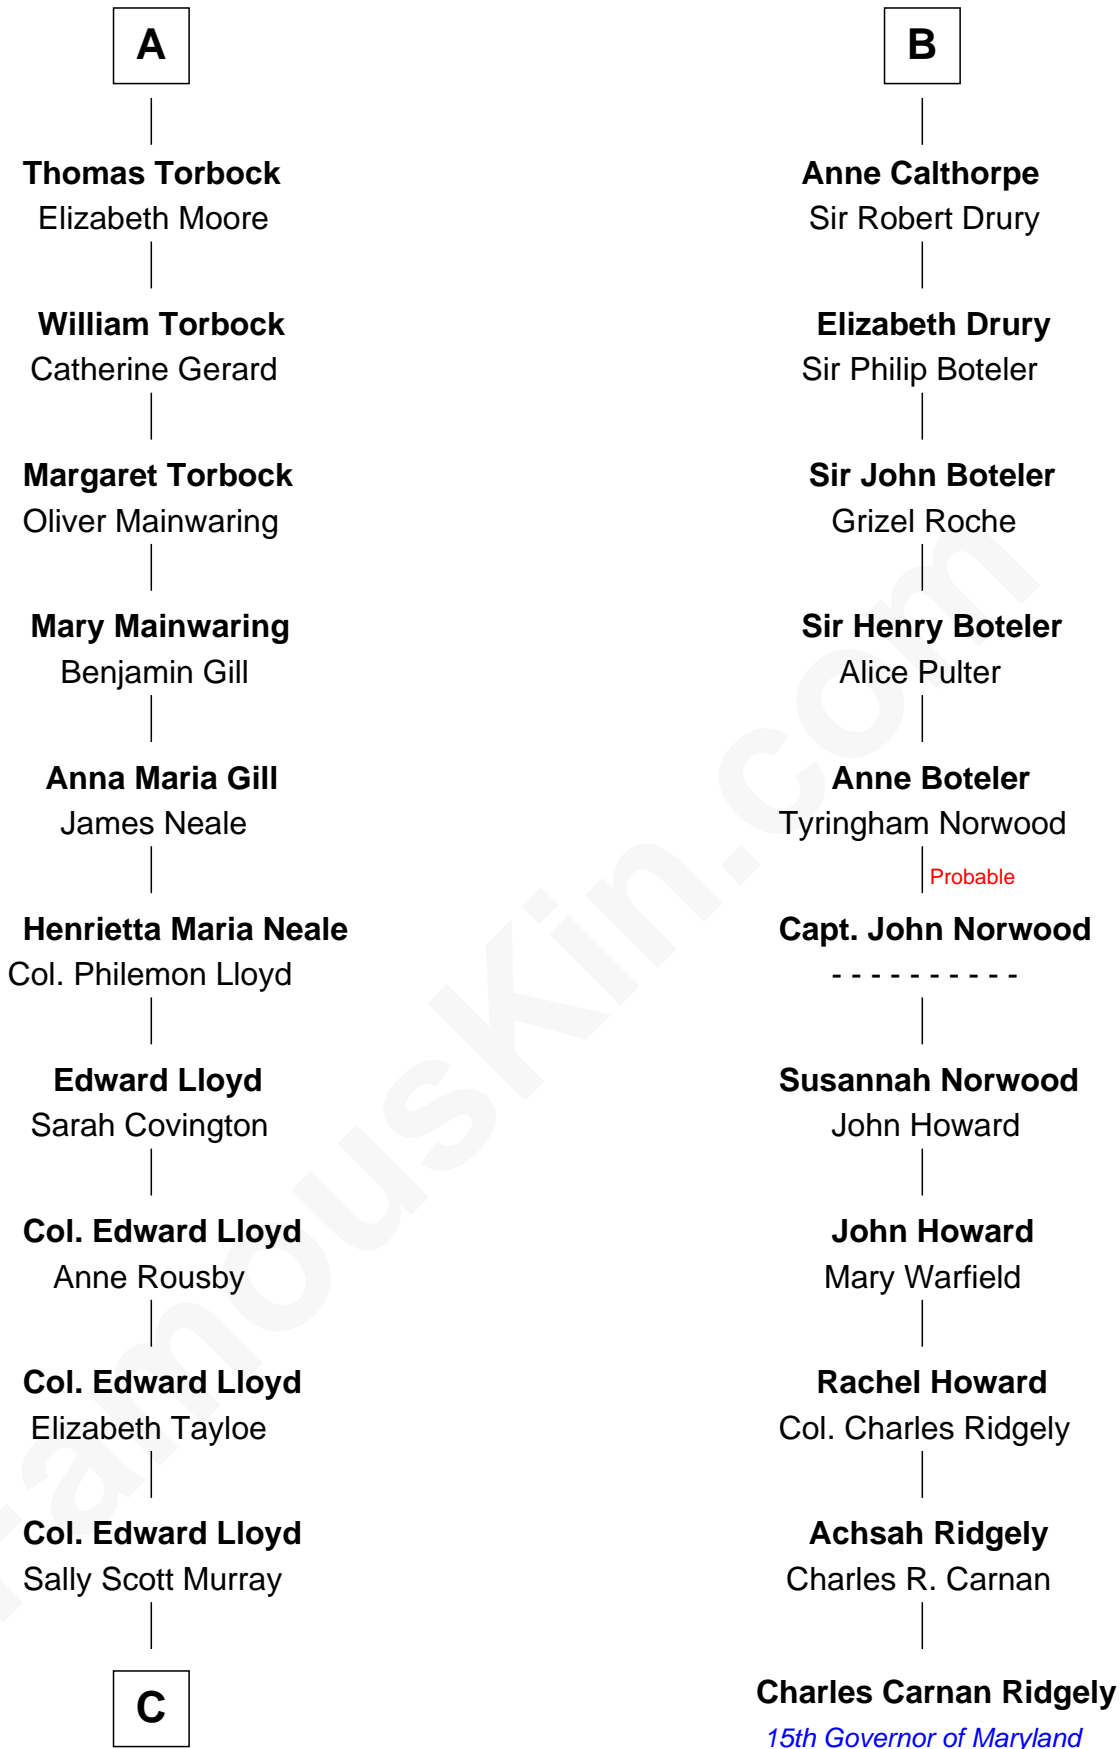 A
Thomas Torbock
Elizabeth Moore
William Torbock
Catherine Gerard
Margaret Torbock
Oliver Mainwaring
Mary Mainwaring
Benjamin Gill
Anna Maria Gill
James Neale
Henrietta Maria Neale
Col. Philemon Lloyd
Edward Lloyd
Sarah Covington
Col. Edward Lloyd
Anne Rousby
Col. Edward Lloyd
Elizabeth Tayloe
Col. Edward Lloyd
Sally Scott Murray
C
B
Anne Calthorpe
Sir Robert Drury
Elizabeth Drury
Sir Philip Boteler
Sir John Boteler
Grizel Roche
Sir Henry Boteler
Alice Pulter
Anne Boteler
Tyringham Norwood
Probable
Capt. John Norwood
- - - - - - - - - -
Susannah Norwood
John Howard
John Howard
Mary Warfield
Rachel Howard
Col. Charles Ridgely
Achsah Ridgely
Charles R. Carnan
Charles Carnan Ridgely
15th Governor of Maryland
FamousKin.com